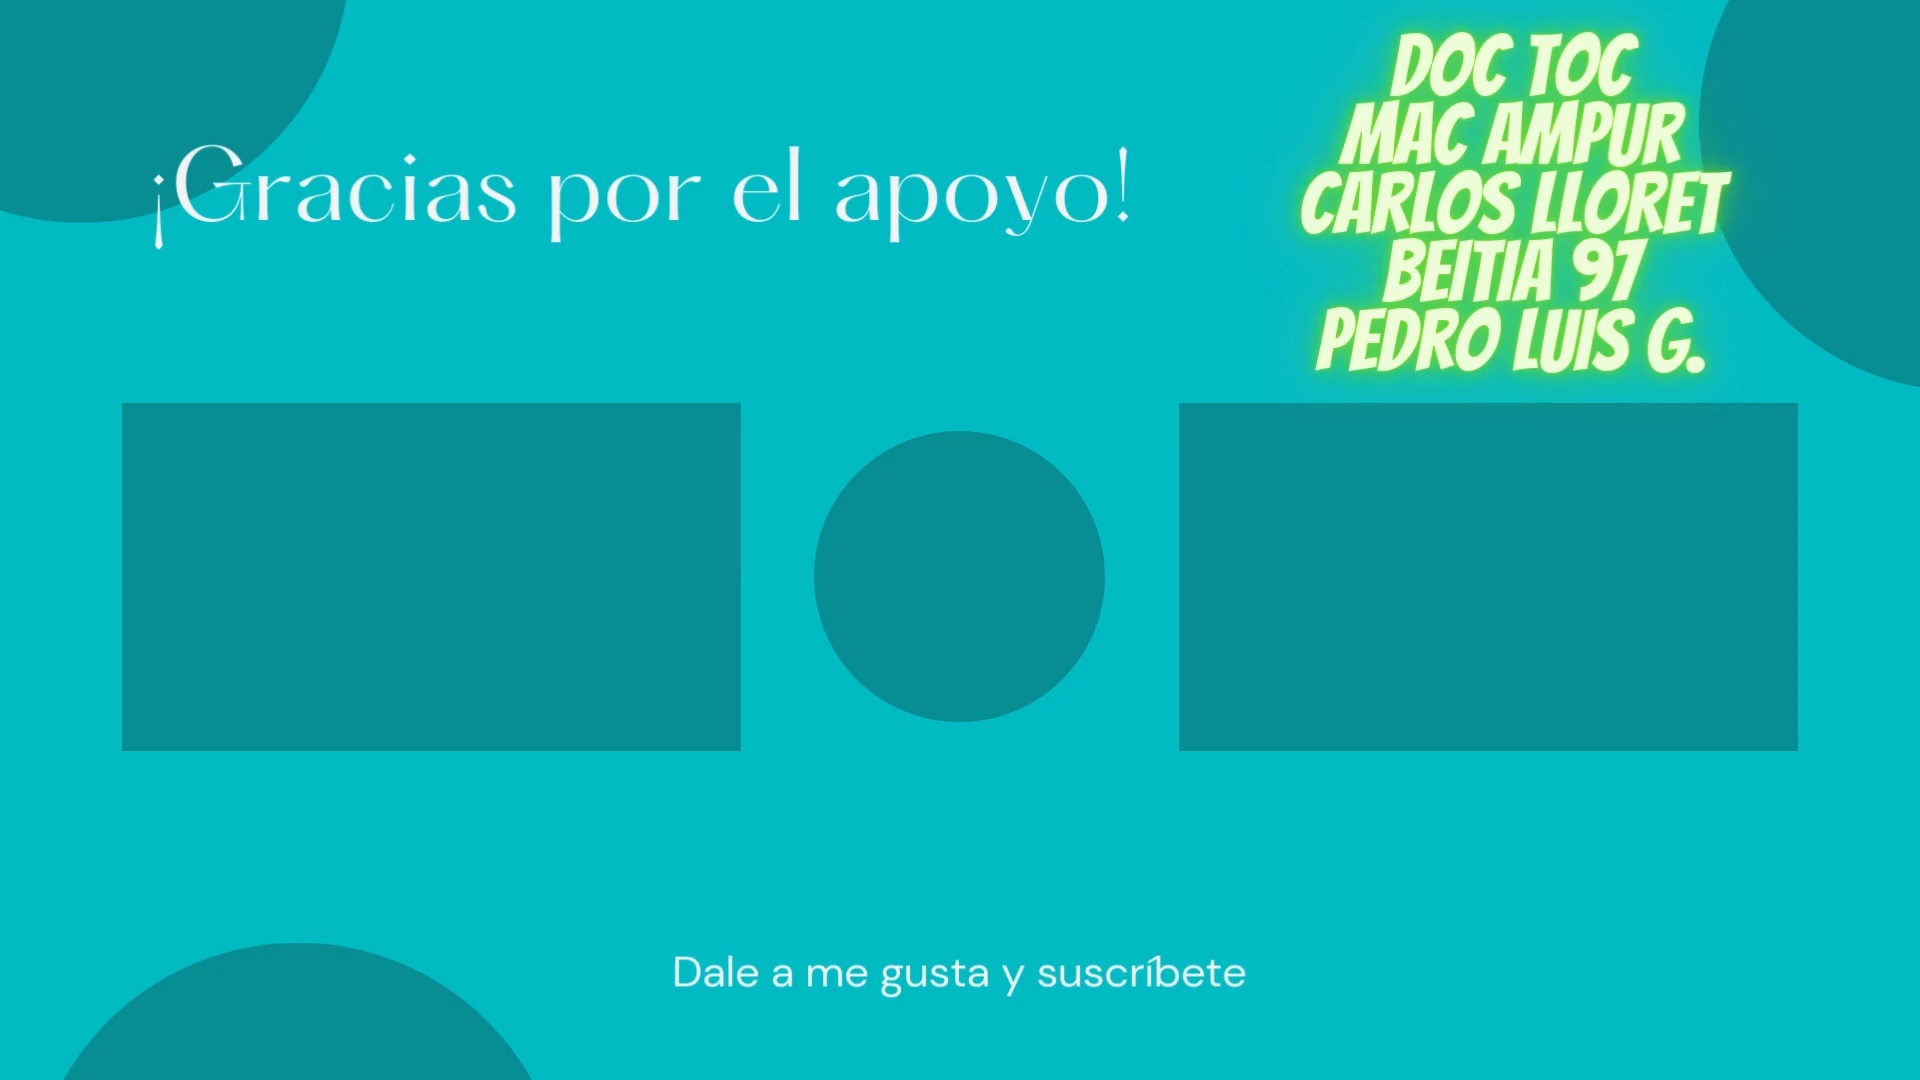 ¡Gracias por el apoyo!
DOC TOC
MAC AMPUR
CARLOS LLORET
BEITIA 97
PEDRO LUIS G.
Dale a me gusta y suscríbete